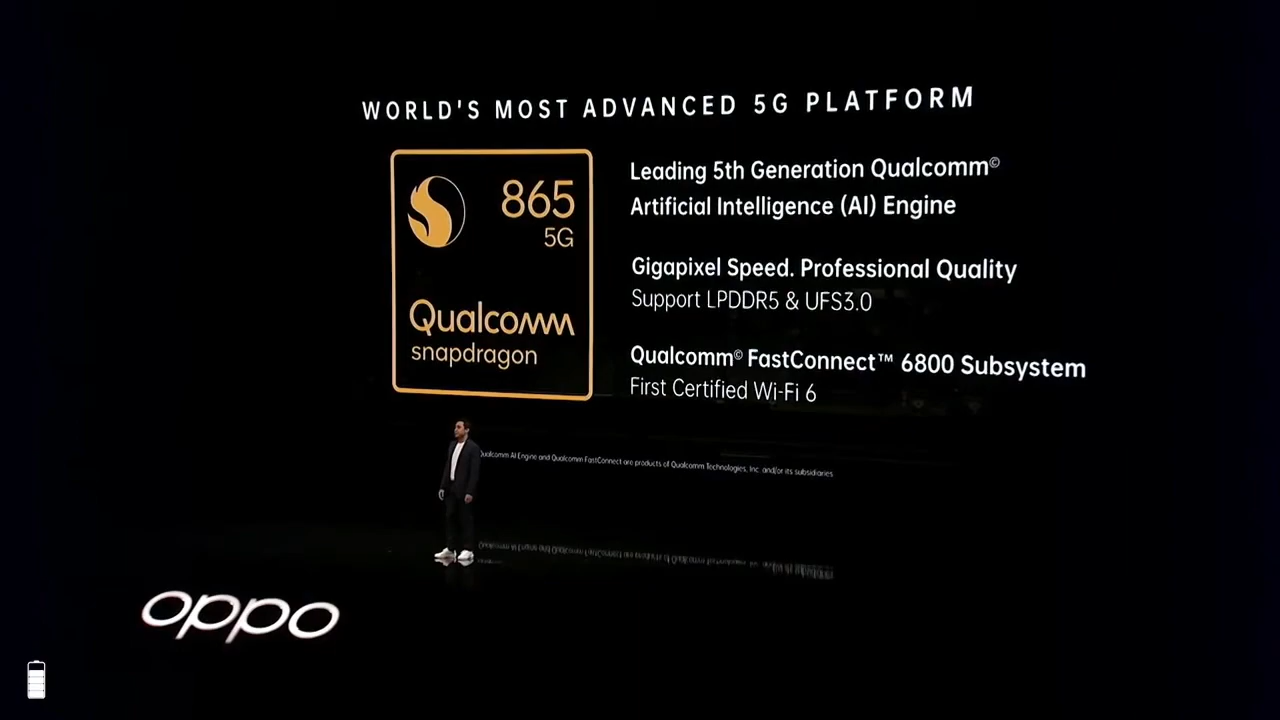 WORLD'S MOST ADVANCED 5G PLATFORM
865
5G
Qualcomm
snapdragon
Leading 5th Generation Qualcomm©
Artificial Intelligence (AI) Engine
Gigapixel Speed. Professional Quality
Support LPDDR5 & UFS3.0
Qualcomm© FastConnect™ 6800 Subsystem
First Certified Wi-Fi 6
Qualcomm AI Engine and Qualcomm FastConnect are products of Qualcomm Technologies, Inc. and/or its subsidiaries
oppo